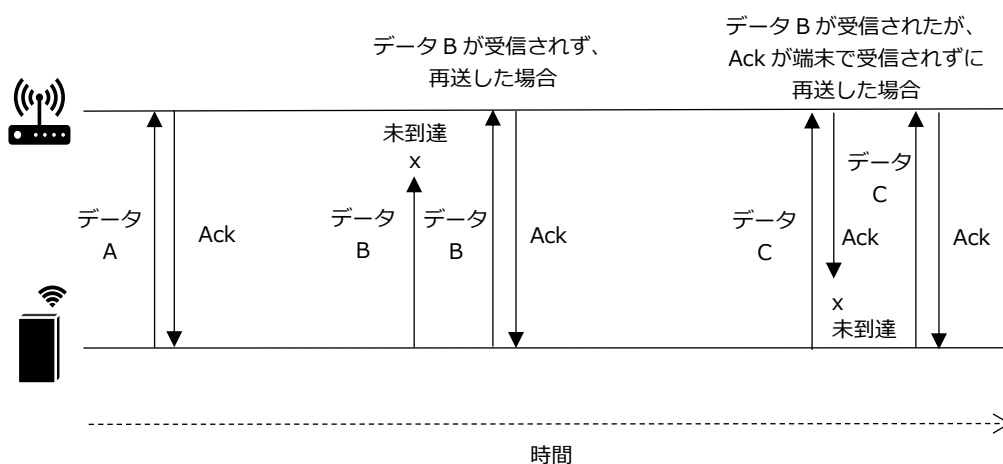 データ B が受信されず、
再送した場合
データ B が受信されたが、
Ack が端末で受信されずに
再送した場合
データ
A
Ack
未到達
x
データ
B
データ
B
Ack
データ
C
Ack
x
未到達
データ
C
Ack
時間